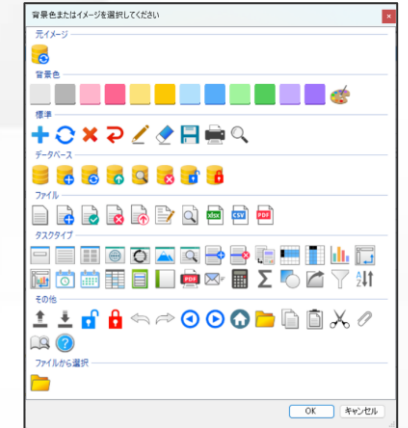 背景色またはイメージを選択してください
元イメージ
背景色
標準
データベース
ファイル
xlsx
CSV
PDF
タスクタイプ
PDF
その他
ファイルから選択
OK
キャンセル